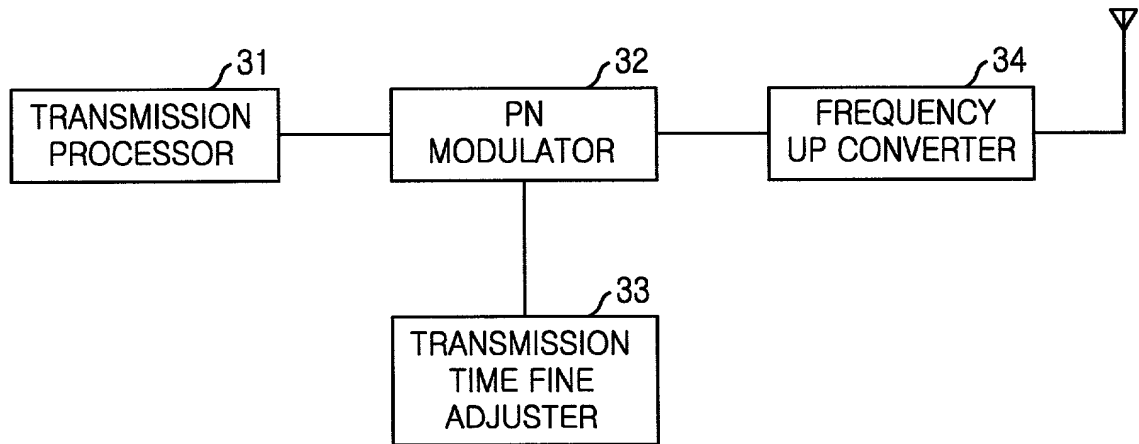 31
TRANSMISSION
PROCESSOR
32
PN
MODULATOR
34
FREQUENCY
UP CONVERTER
33
TRANSMISSION
TIME FINE
ADJUSTER